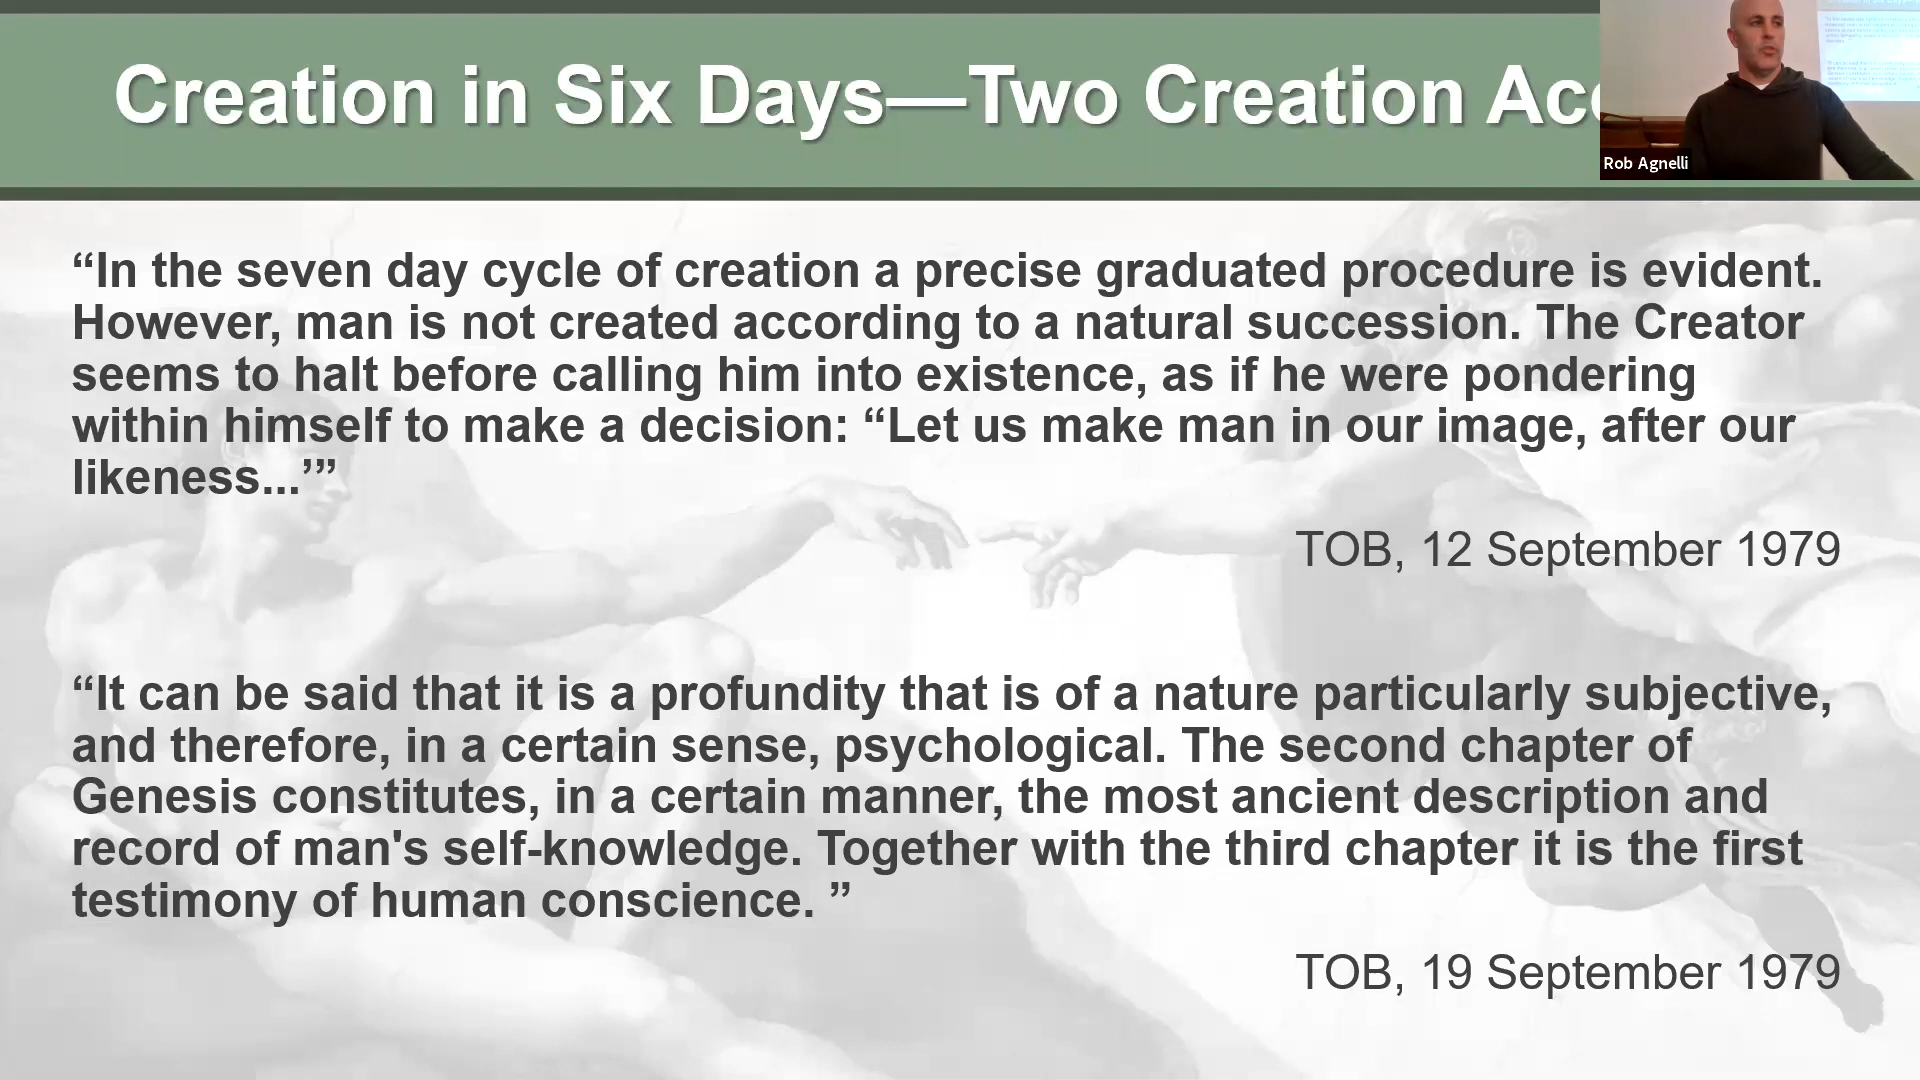 Creation in Six Days—Two Creation Acc
Rob Agnelli
“In the seven day cycle of creation a precise graduated procedure is evident.
However, man is not created according to a natural succession. The Creator
seems to halt before calling him into existence, as if he were pondering
within himself to make a decision: “Let us make man in our image, after our
likeness...’”
TOB, 12 September 1979
“It can be said that it is a profundity that is of a nature particularly subjective,
and therefore, in a certain sense, psychological. The second chapter of
Genesis constitutes, in a certain manner, the most ancient description and
record of man's self-knowledge. Together with the third chapter it is the first
testimony of human conscience. ”
TOB, 19 September 1979